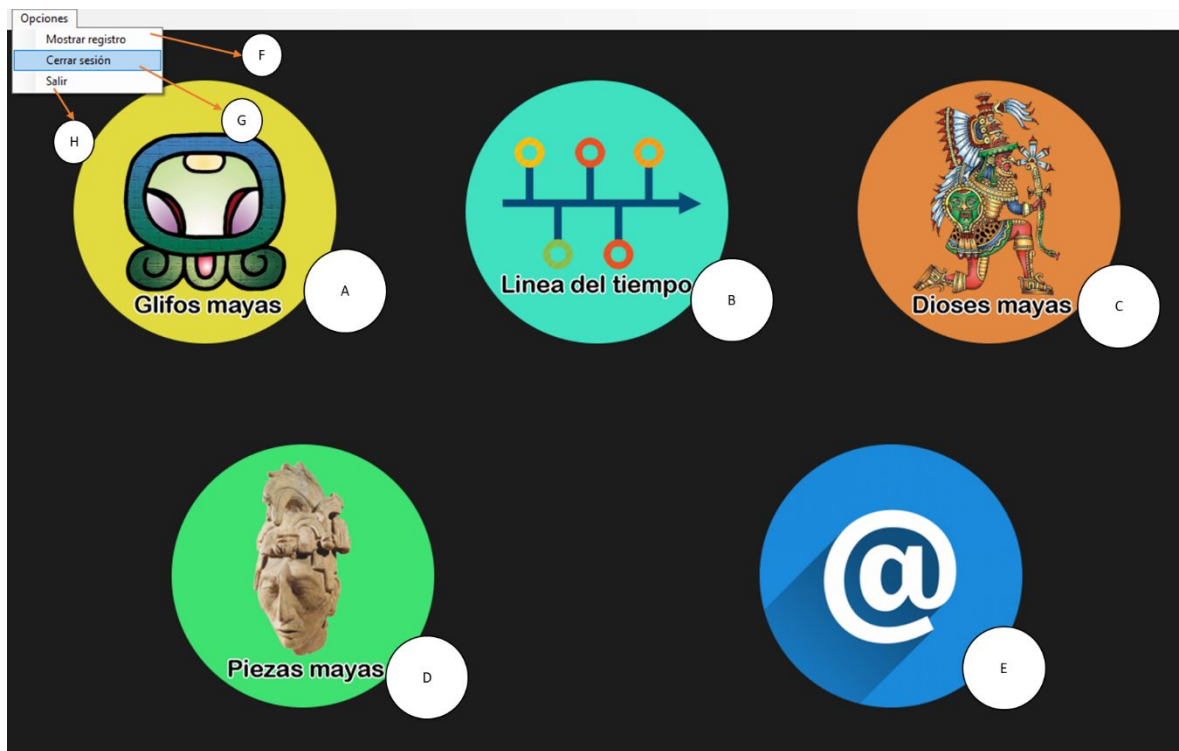 Opciones
Mostrar registro
F
Cerrar sesión
Salir
G
H
A
Glifos mayas
B
Linea del tiempo
C
Dioses mayas
@
D
Piezas mayas
E